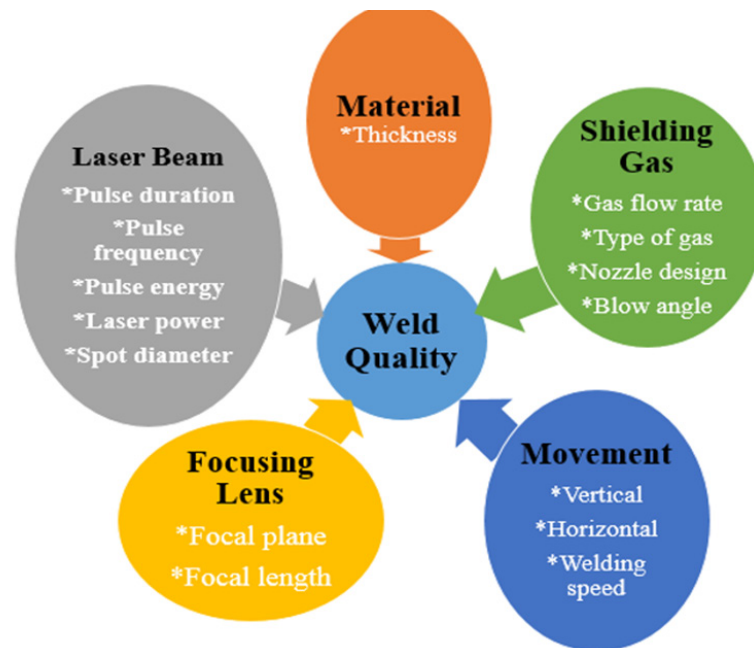 Material
*Thickness
Laser Beam
*Pulse duration
*Pulse
frequency
*Pulse energy
*Laser power
*Spot diameter
Shielding
Gas
*Gas flow rate
*Type of gas
*Nozzle design
*Blow angle
Weld
Quality
Focusing
Lens
*Focal plane
*Focal length
Movement
*Vertical
*Horizontal
*Welding
speed